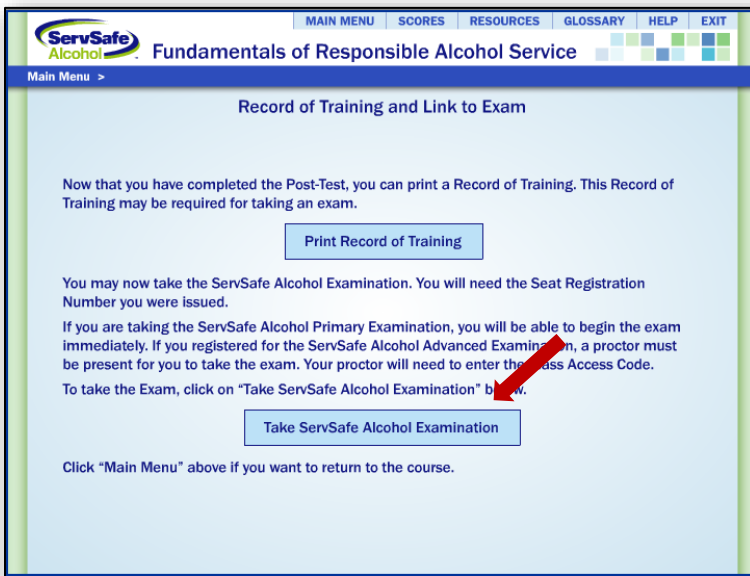 MAIN MENU SCORES RESOURCES GLOSSARY HELP EXIT
ServSafe
Alcohol
Fundamentals of Responsible Alcohol Service
Main Menu >
Record of Training and Link to Exam
Now that you have completed the Post-Test, you can print a Record of Training. This Record of
Training may be required for taking an exam.
Print Record of Training
You may now take the ServSafe Alcohol Examination. You will need the Seat Registration
Number you were issued.
If you are taking the ServSafe Alcohol Primary Examination, you will be able to begin the exam
immediately. If you registered for the ServSafe Alcohol Advanced Examination, a proctor must
be present for you to take the exam. Your proctor will need to enter the Class Access Code.
To take the Exam, click on “Take ServSafe Alcohol Examination” below.
Take ServSafe Alcohol Examination
Click “Main Menu” above if you want to return to the course.